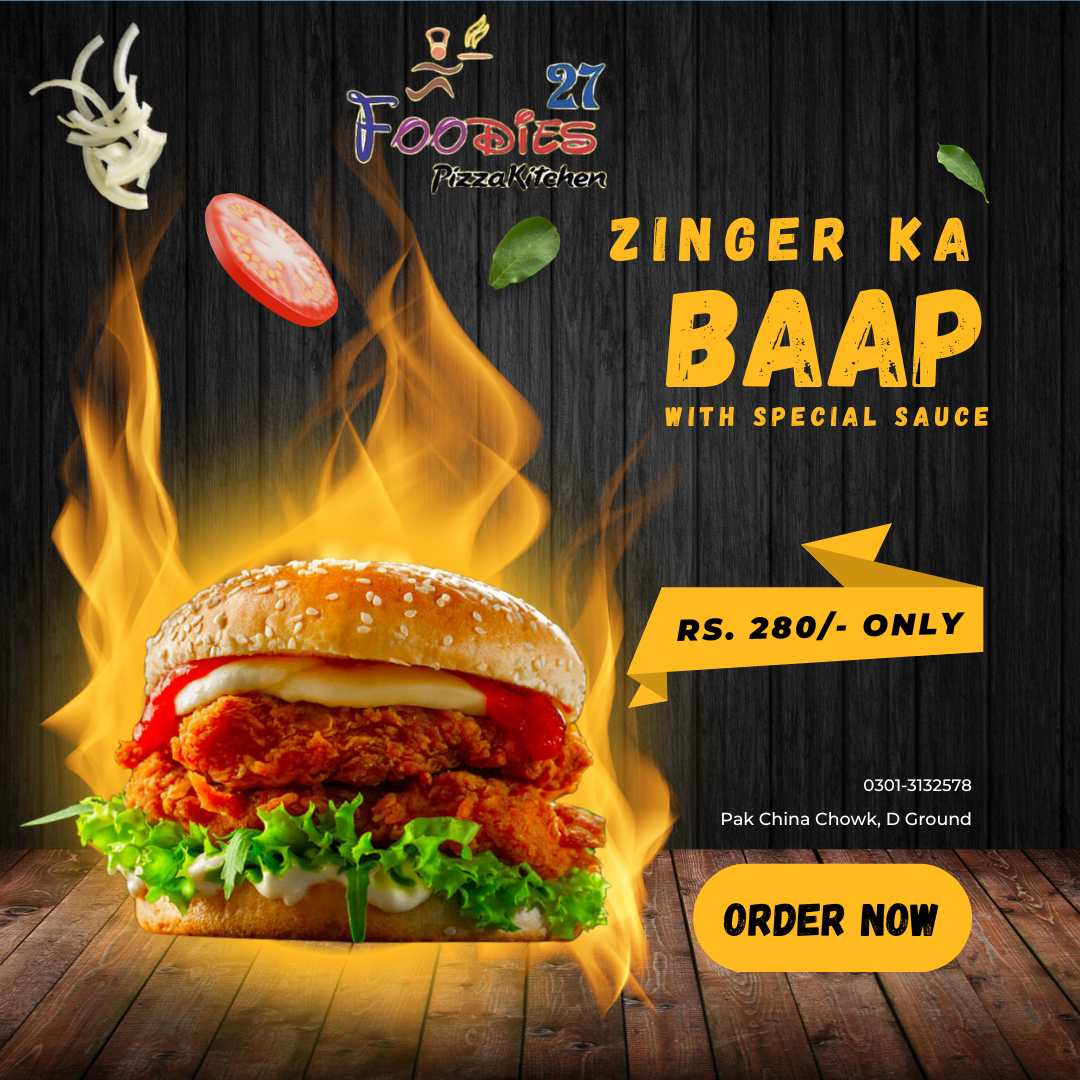 27
FOODIES
PizzaKitchen
ZINGER KA
BAAP
WITH SPECIAL SAUCE
RS. 280/- ONLY
0301-3132578
Pak China Chowk, D Ground
ORDER NOW